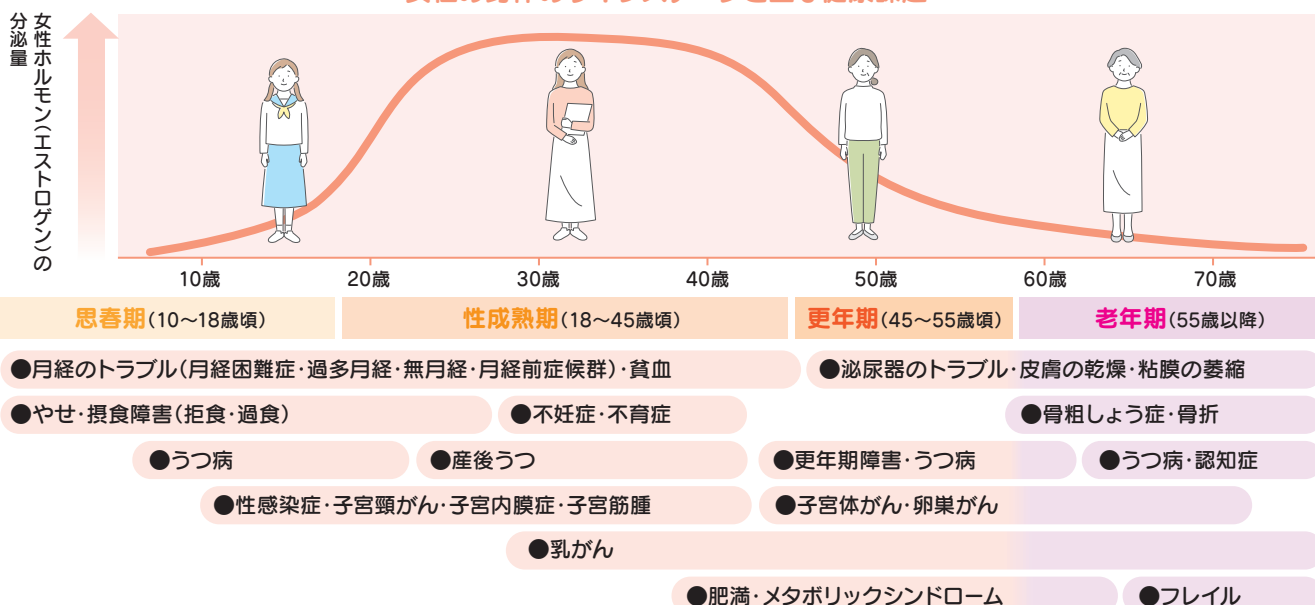 女性ホルモン(エストロゲン)の
分泌量
10歳
20歳
30歳
40歳
50歳
60歳
70歳
思春期(10〜18歳頃)
性成熟期(18〜45歳頃)
更年期(45〜55歳頃)
老年期(55歳以降)
●月経のトラブル(月経困難症・過多月経・無月経・月経前症候群)・貧血
●泌尿器のトラブル・皮膚の乾燥・粘膜の萎縮
●やせ・摂食障害(拒食・過食)
●不妊症・不育症
●骨粗しょう症・骨折
●うつ病
●産後うつ
●更年期障害・うつ病
●うつ病・認知症
●性感染症・子宮頸がん・子宮内膜症・子宮筋腫
●子宮体がん・卵巣がん
●乳がん
●肥満・メタボリックシンドローム
●フレイル